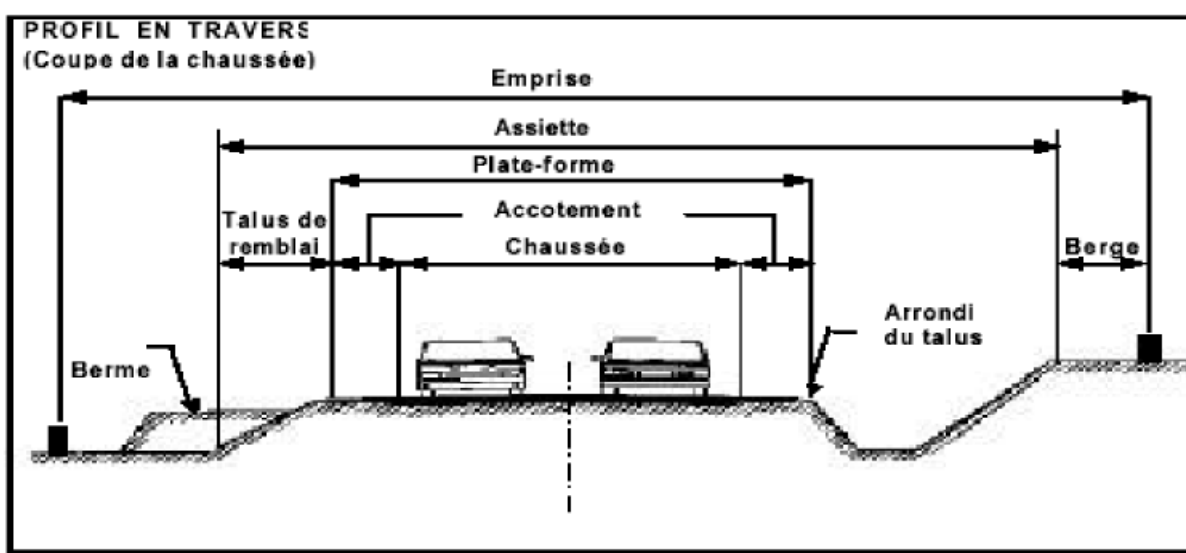 PROFIL EN TRAVERS
(Coupe de la chaussée)
Emprise
Assiette
Plate-forme
Talus de
remblai
Accotement
Chaussée
Berge
Arrondi
du talus
Berme